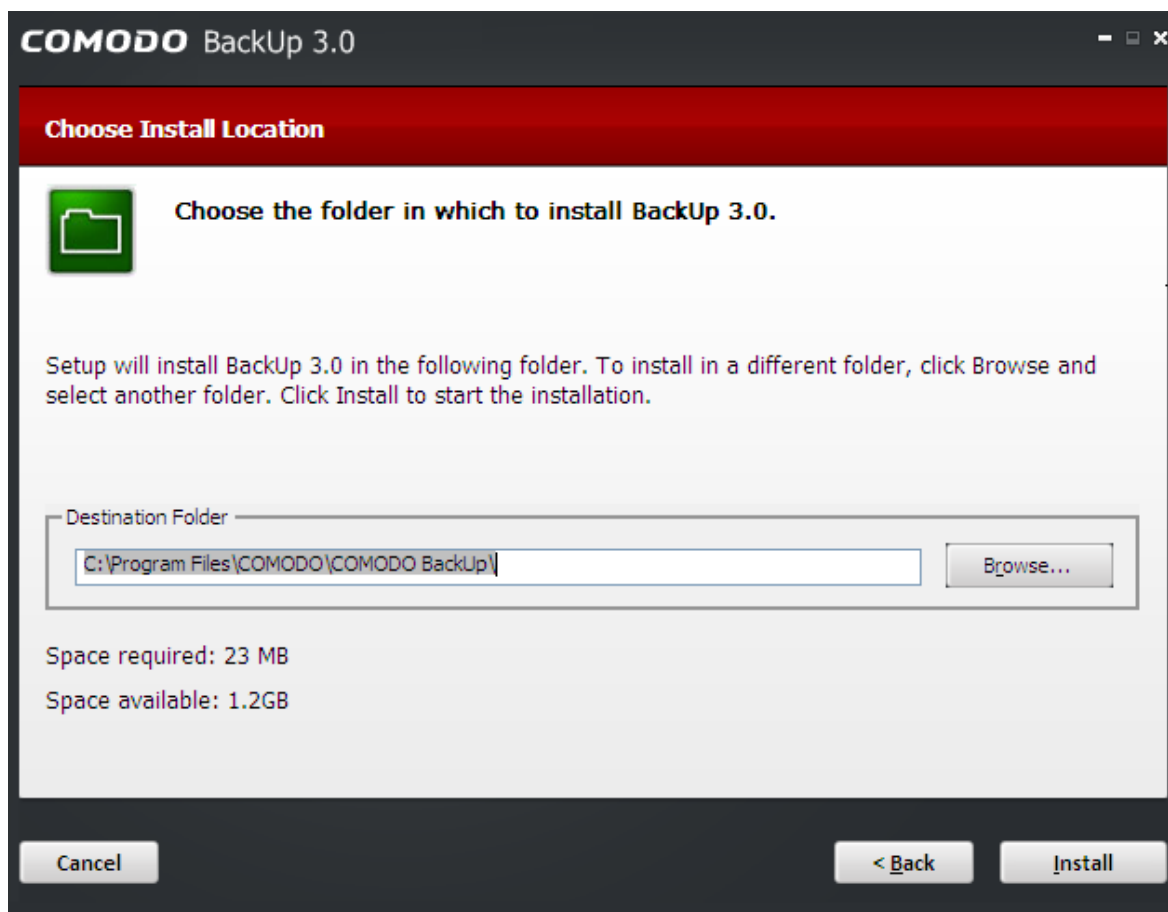 COMODO BackUp 3.0
Choose Install Location
Choose the folder in which to install BackUp 3.0.
Setup will install BackUp 3.0 in the following folder. To install in a different folder, click Browse and
select another folder. Click Install to start the installation.
Destination Folder
C:\Program Files\COMODO\COMODO BackUp\
Browse...
Space required: 23 MB
Space available: 1.2GB
Cancel
< Back
Install